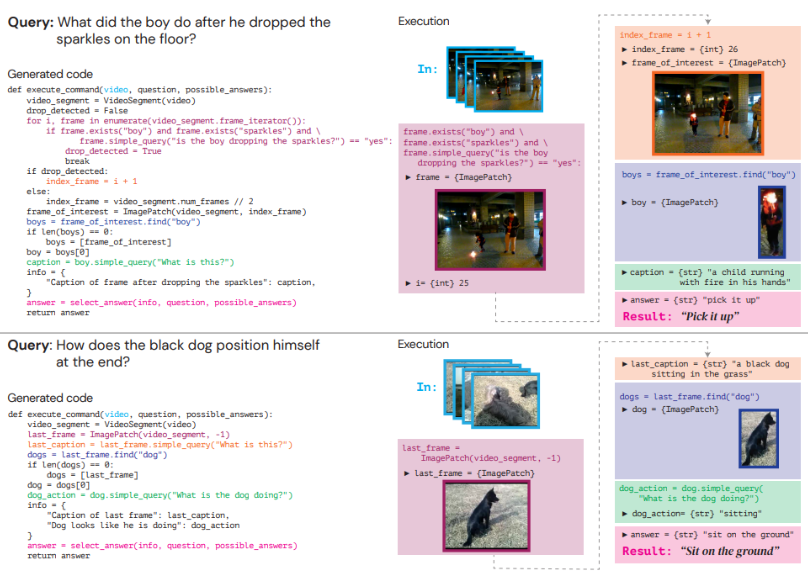 Query: What did the boy do after he dropped the
sparkles on the floor?
Generated code
def execute_command(video, question, possible_answers):
    video_segment = VideoSegment(video)
    drop_detected = False
    for i, frame in enumerate(video_segment.frame_iterator()):
        if frame.exists("boy") and frame.exists("sparkles") and \
                frame.simple_query("is the boy dropping the sparkles?") == "yes":
            drop_detected = True
            break
    if drop_detected:
        index_frame = i + 1
    else:
        index_frame = video_segment.num_frames // 2
    frame_of_interest = ImagePatch(video_segment, index_frame)
    boys = frame_of_interest.find("boy")
    if len(boys) == 0:
        boys = [frame_of_interest]
    boy = boys[0]
    caption = boy.simple_query("What is this?")
    info = {
        "Caption of frame after dropping the sparkles": caption,
    }
    answer = select_answer(info, question, possible_answers)
    return answer
Execution
In:
frame.exists("boy") and \
frame.exists("sparkles") and \
frame.simple_query("is the boy
dropping the sparkles?") == "yes":
▶ frame = {ImagePatch}
▶ i= {int} 25
index_frame = i + 1
▶ index_frame = {int} 26
▶ frame_of_interest = {ImagePatch}
boys = frame_of_interest.find("boy")
▶ boy = {ImagePatch}
▶ caption = {str} "a child running
with fire in his hands"
▶ answer = {str} "pick it up"
Result: “Pick it up”
Query: How does the black dog position himself
at the end?
Generated code
def execute_command(video, question, possible_answers):
    video_segment = VideoSegment(video)
    last_frame = ImagePatch(video_segment, -1)
    last_caption = last_frame.simple_query("What is this?")
    dogs = last_frame.find("dog")
    if len(dogs) == 0:
        dogs = [last_frame]
    dog = dogs[0]
    dog_action = dog.simple_query("What is the dog doing?")
    info = {
        "Caption of last frame": last_caption,
        "Dog looks like he is doing": dog_action
    }
    answer = select_answer(info, question, possible_answers)
    return answer
Execution
In:
last_frame =
ImagePatch(video_segment, -1)
▶ last_frame = {ImagePatch}
▶ last_caption = {str} "a black dog
sitting in the grass"
dogs = last_frame.find("dog")
▶ dog = {ImagePatch}
dog_action = dog.simple_query(
"What is the dog doing?")
▶ dog_action= {str} "sitting"
▶ answer = {str} "sit on the ground"
Result: “Sit on the ground”